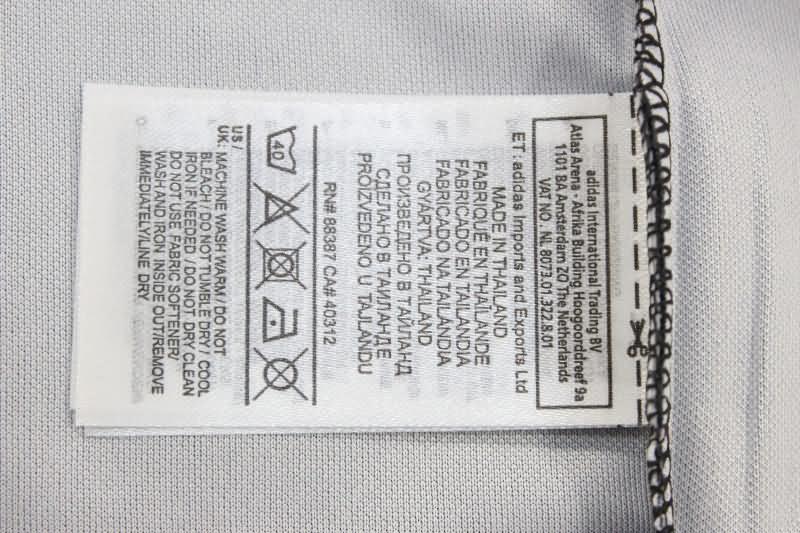 adidas International Trading BV
Atlas Arena - Afrika Building Hoogoorddreef 9a
1101 BA Amsterdam ZO The Netherlands
VAT NO.: NL 8073.01.322.B.01
ET: adidas Imports and Exports Ltd
MADE IN THAILAND
FABRIQUÉ EN THAÏLANDE
FABRICADO EN TAILANDIA
FABRICADO NA TAILÂNDIA
GYÁRTVA: THAILAND
ПРОИЗВЕДЕНО В ТАЙЛАНД
СДЕЛАНО В ТАИЛАНДЕ
PROIZVEDENO U TAJLANDU
RN# 88387 CA# 40312
40
US /
UK: MACHINE WASH WARM / DO NOT
BLEACH / DO NOT TUMBLE DRY / COOL
IRON IF NEEDED / DO NOT DRY CLEAN
DO NOT USE FABRIC SOFTENER/
WASH AND IRON INSIDE OUT/REMOVE
IMMEDIATELY/LINE DRY